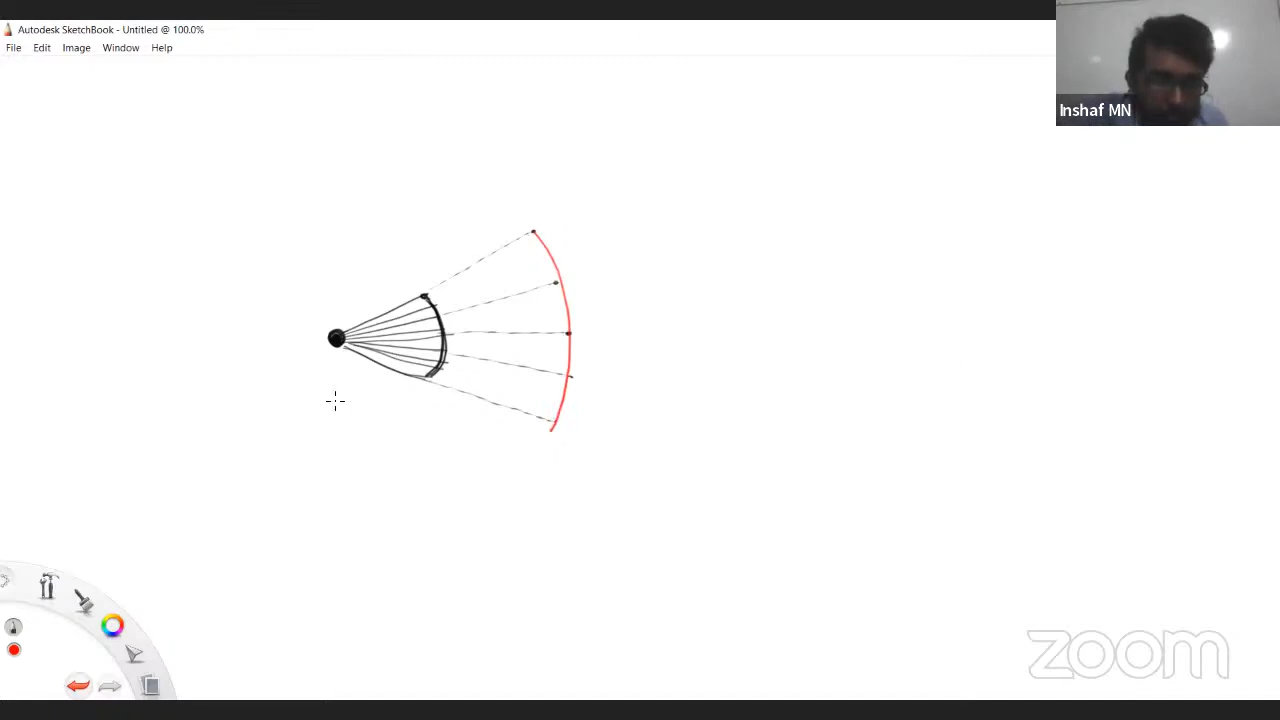 Autodesk SketchBook - Untitled @ 100.0%
File Edit Image Window Help
Inshaf MN
zoom